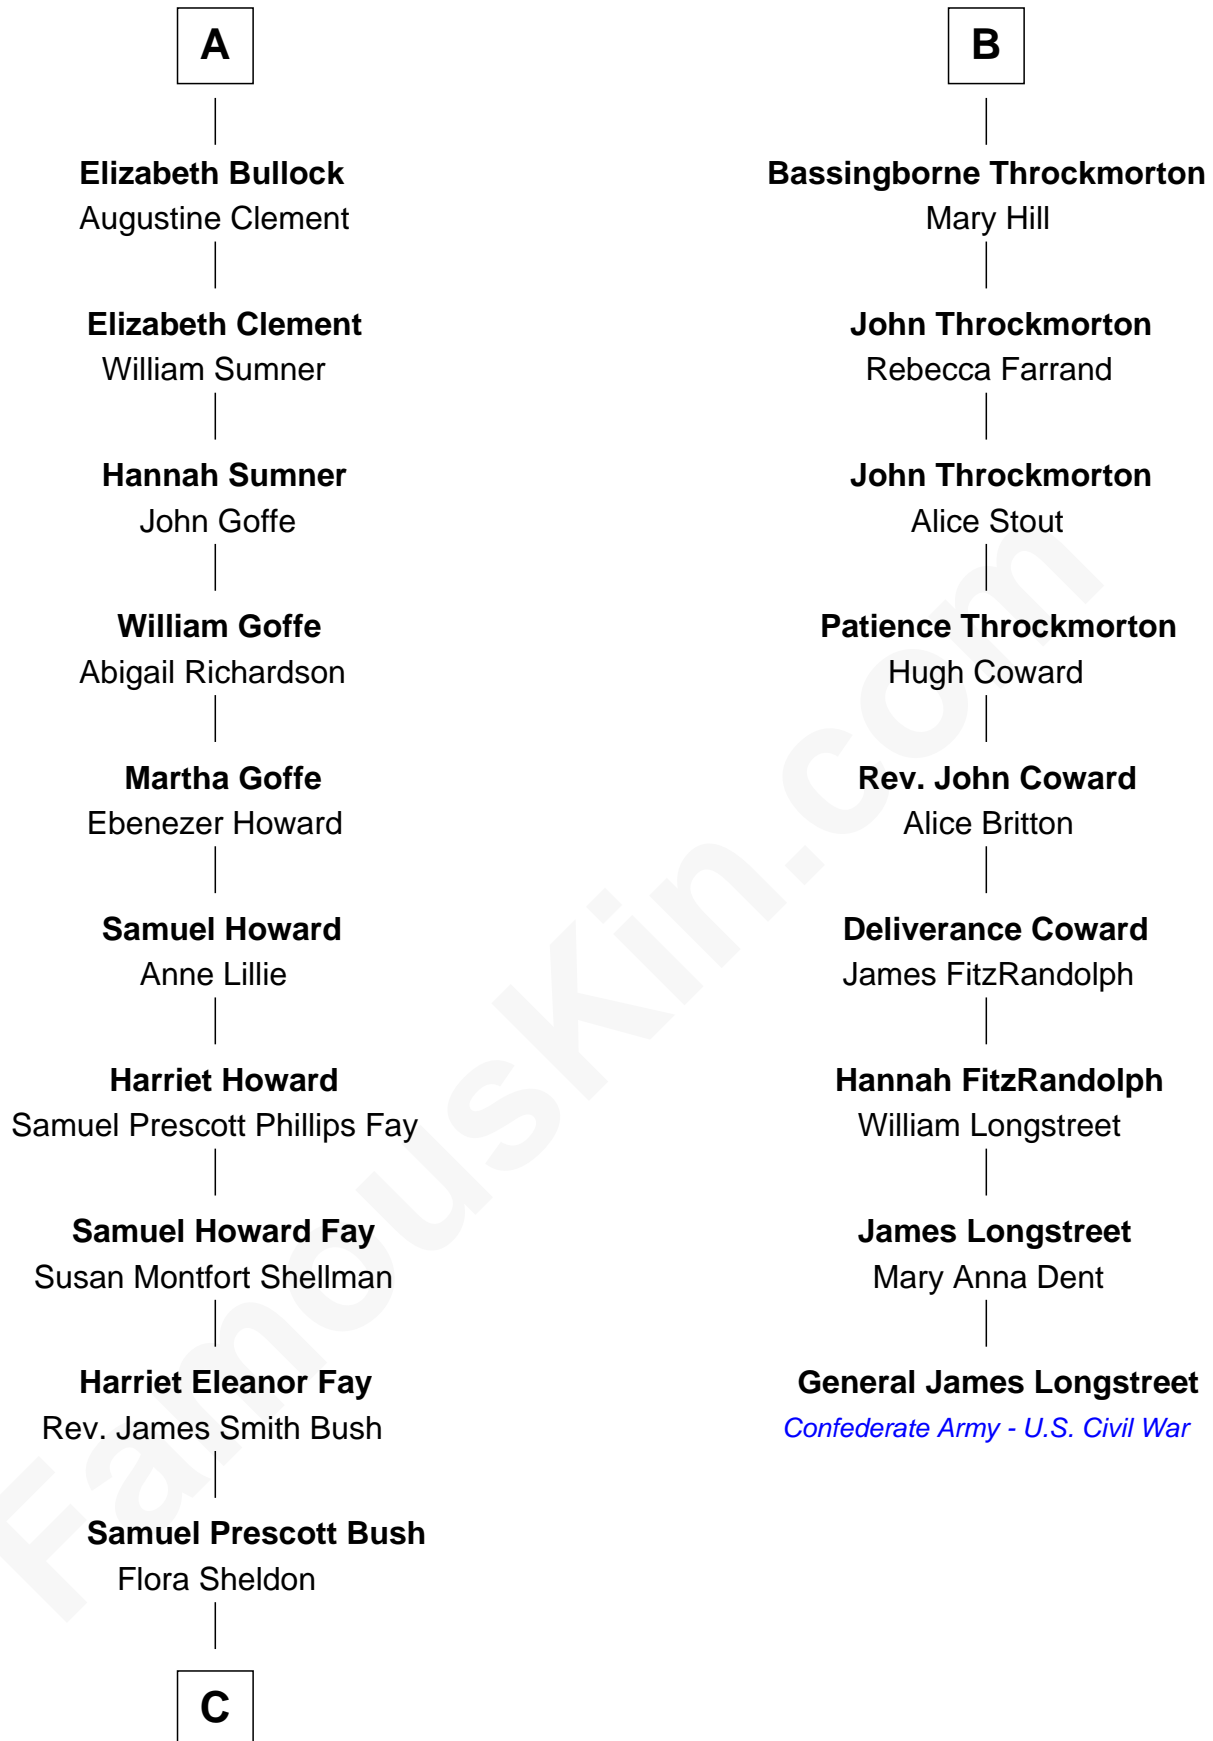 A
Elizabeth Bullock
Augustine Clement
Elizabeth Clement
William Sumner
Hannah Sumner
John Goffe
William Goffe
Abigail Richardson
Martha Goffe
Ebenezer Howard
Samuel Howard
Anne Lillie
Harriet Howard
Samuel Prescott Phillips Fay
Samuel Howard Fay
Susan Montfort Shellman
Harriet Eleanor Fay
Rev. James Smith Bush
Samuel Prescott Bush
Flora Sheldon
C
B
Bassingborne Throckmorton
Mary Hill
John Throckmorton
Rebecca Farrand
John Throckmorton
Alice Stout
Patience Throckmorton
Hugh Coward
Rev. John Coward
Alice Britton
Deliverance Coward
James FitzRandolph
Hannah FitzRandolph
William Longstreet
James Longstreet
Mary Anna Dent
General James Longstreet
Confederate Army - U.S. Civil War
FamousKin.com